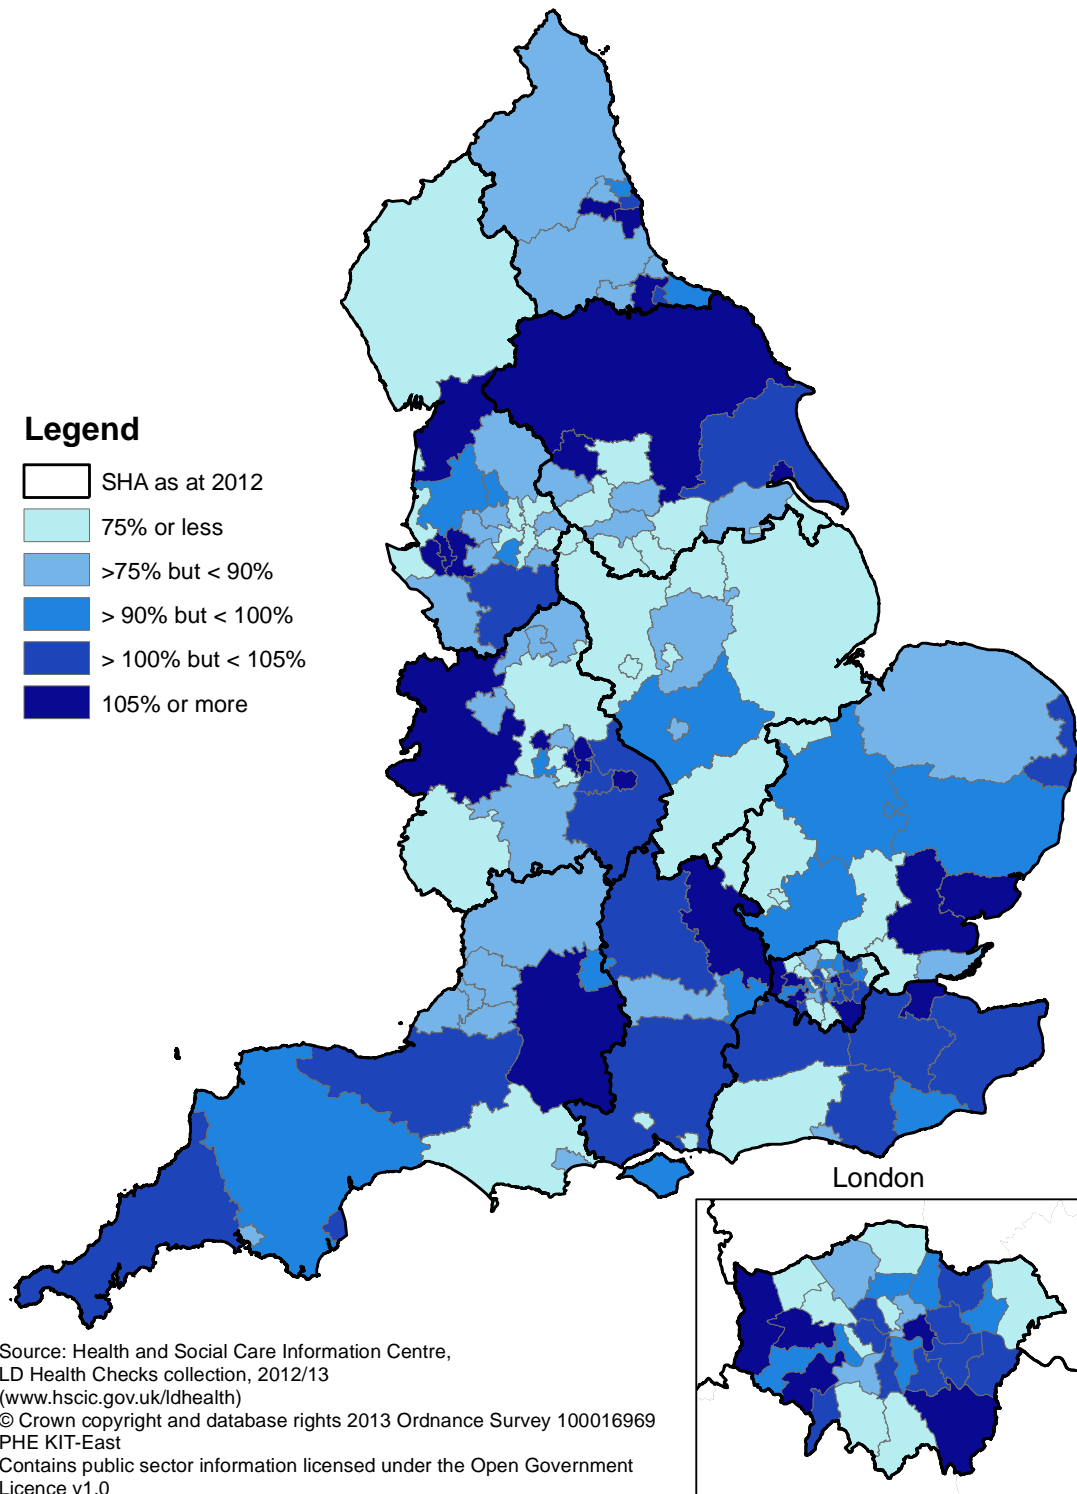 Legend
SHA as at 2012
75% or less
>75% but < 90%
> 90% but < 100%
> 100% but < 105%
105% or more
London
Source: Health and Social Care Information Centre,
LD Health Checks collection, 2012/13
(www.hscic.gov.uk/ldhealth)
© Crown copyright and database rights 2013 Ordnance Survey 100016969
PHE KIT-East
Contains public sector information licensed under the Open Government
Licence v1.0